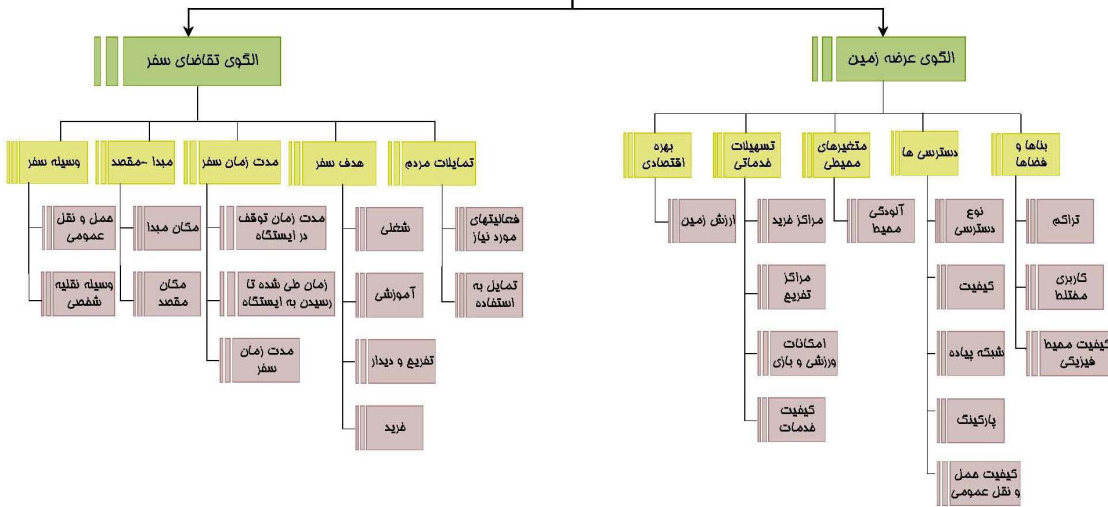 الگوی عرضه زمین
الگوی تقاضای سفر
بناها و
فضاها
دسترسی ها
متغیرهای
محیطی
تسهیلات
خدماتی
بهره
اقتصادی
تمایلات مردم
هدف سفر
مدت زمان سفر
مبدا -مقصد
وسیله سفر
تراکم
کاربری
مختلط
کیفیت محیط
فیزیکی
نوع
دسترسی
کیفیت
شبکه پیاده
پارکینگ
کیفیت حمل
و نقل عمومی
آلودگی
محیط
مراکز خرید
مراکز
تفریح
امکانات
ورزشی و بازی
کیفیت
خدمات
ارزش زمین
فعالیتهای
مورد نیاز
تمایل به
استفاده
شغلی
آموزشی
تفریح و دیدار
خرید
مدت زمان توقف
در ایستگاه
زمان طی شده تا
رسیدن به ایستگاه
مدت زمان
سفر
مکان مبدا
مکان
مقصد
حمل و نقل
عمومی
وسیله نقلیه
شخصی